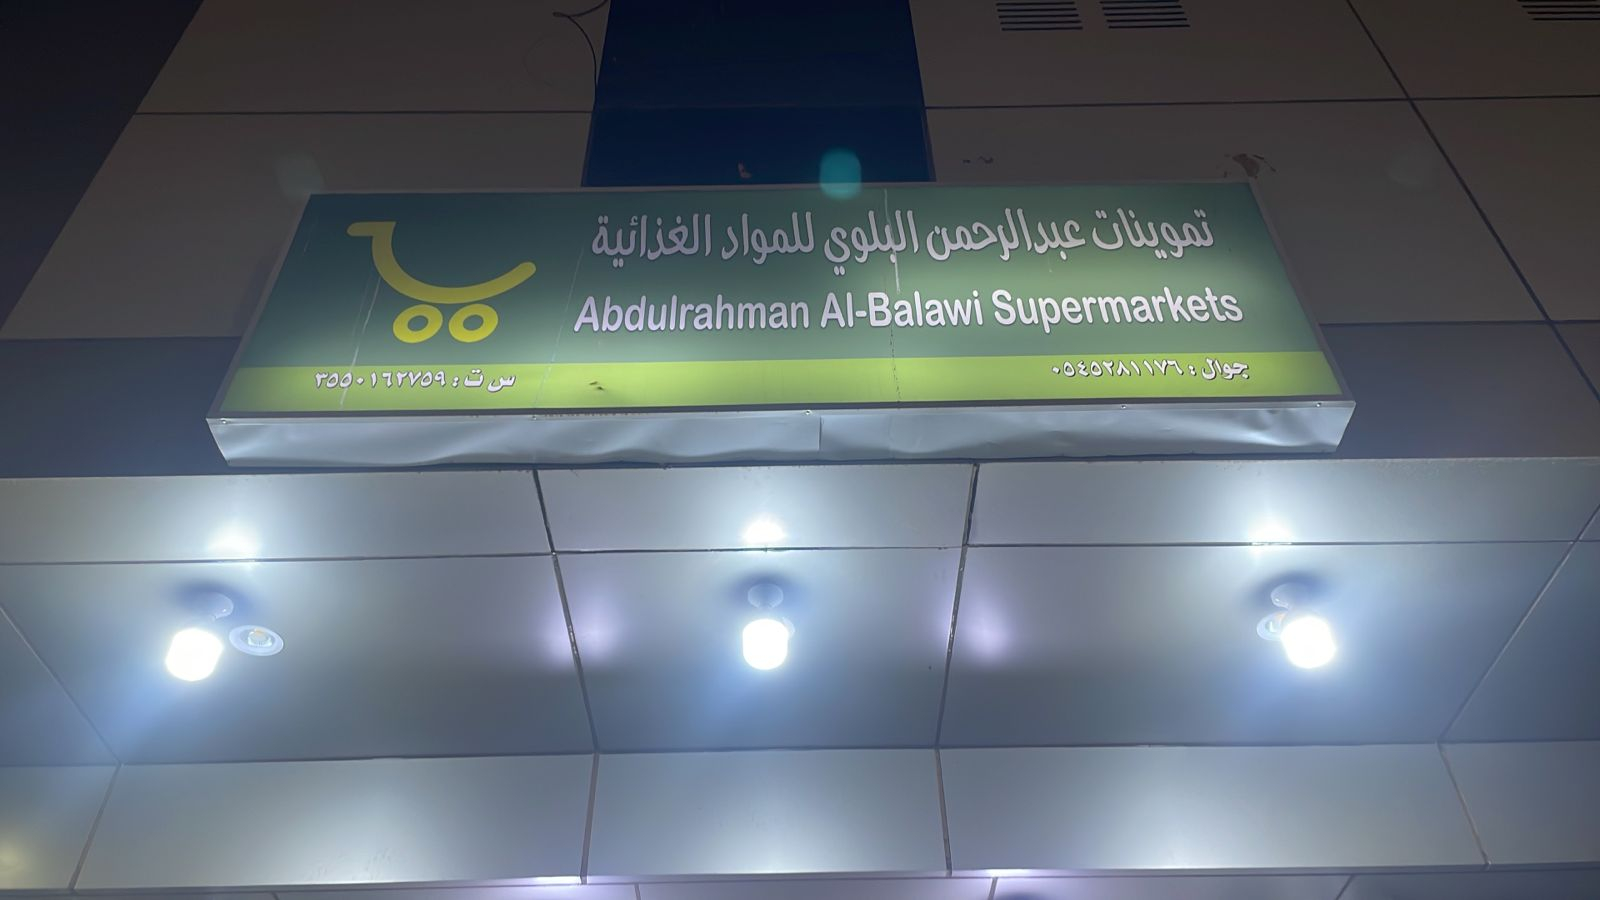 تموينات عبدالرحمن البلوي للمواد الغذائية
Abdulrahman Al-Balawi Supermarkets
جوال : ٠٥٤٥٢٨١١٧٦
س ت : ٣٥٥٠١٦٢٧٥٩